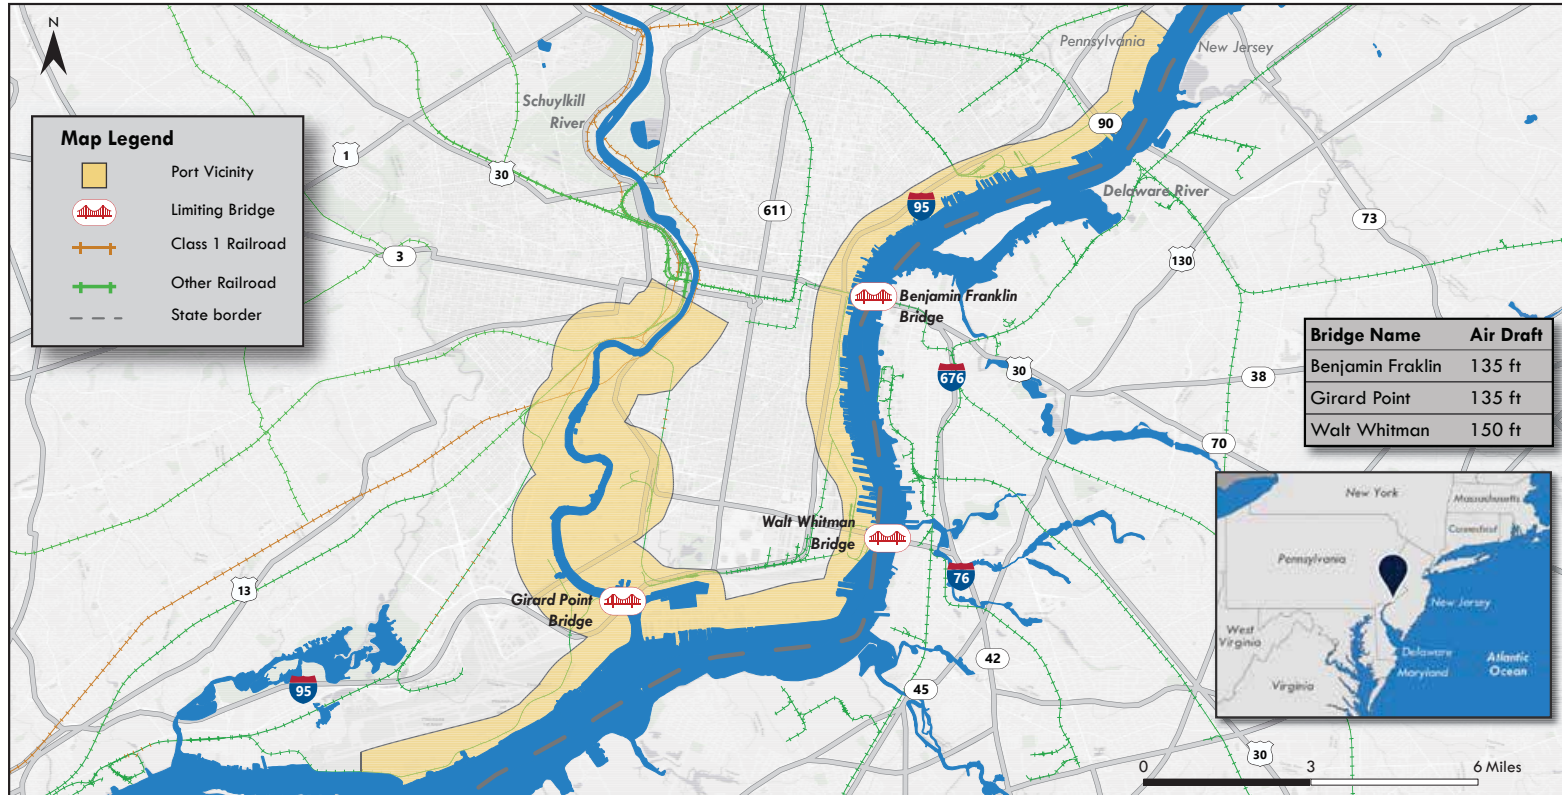 N
Pennsylvania
New Jersey
Schuylkill
River
Map Legend
Port Vicinity
Limiting Bridge
Class 1 Railroad
Other Railroad
State border
1
30
3
611
90
95
Delaware River
73
130
Benjamin Franklin
Bridge
676
30
38
70
Bridge Name Air Draft
Benjamin Fraklin 135 ft
Girard Point 135 ft
Walt Whitman 150 ft
Walt Whitman
Bridge
76
13
Girard Point
Bridge
95
42
45
30
New York
Massachusetts
Connecticut
Pennsylvania
New Jersey
West
Virginia
Delaware
Maryland
Atlantic
Ocean
Virginia
0 3 6 Miles